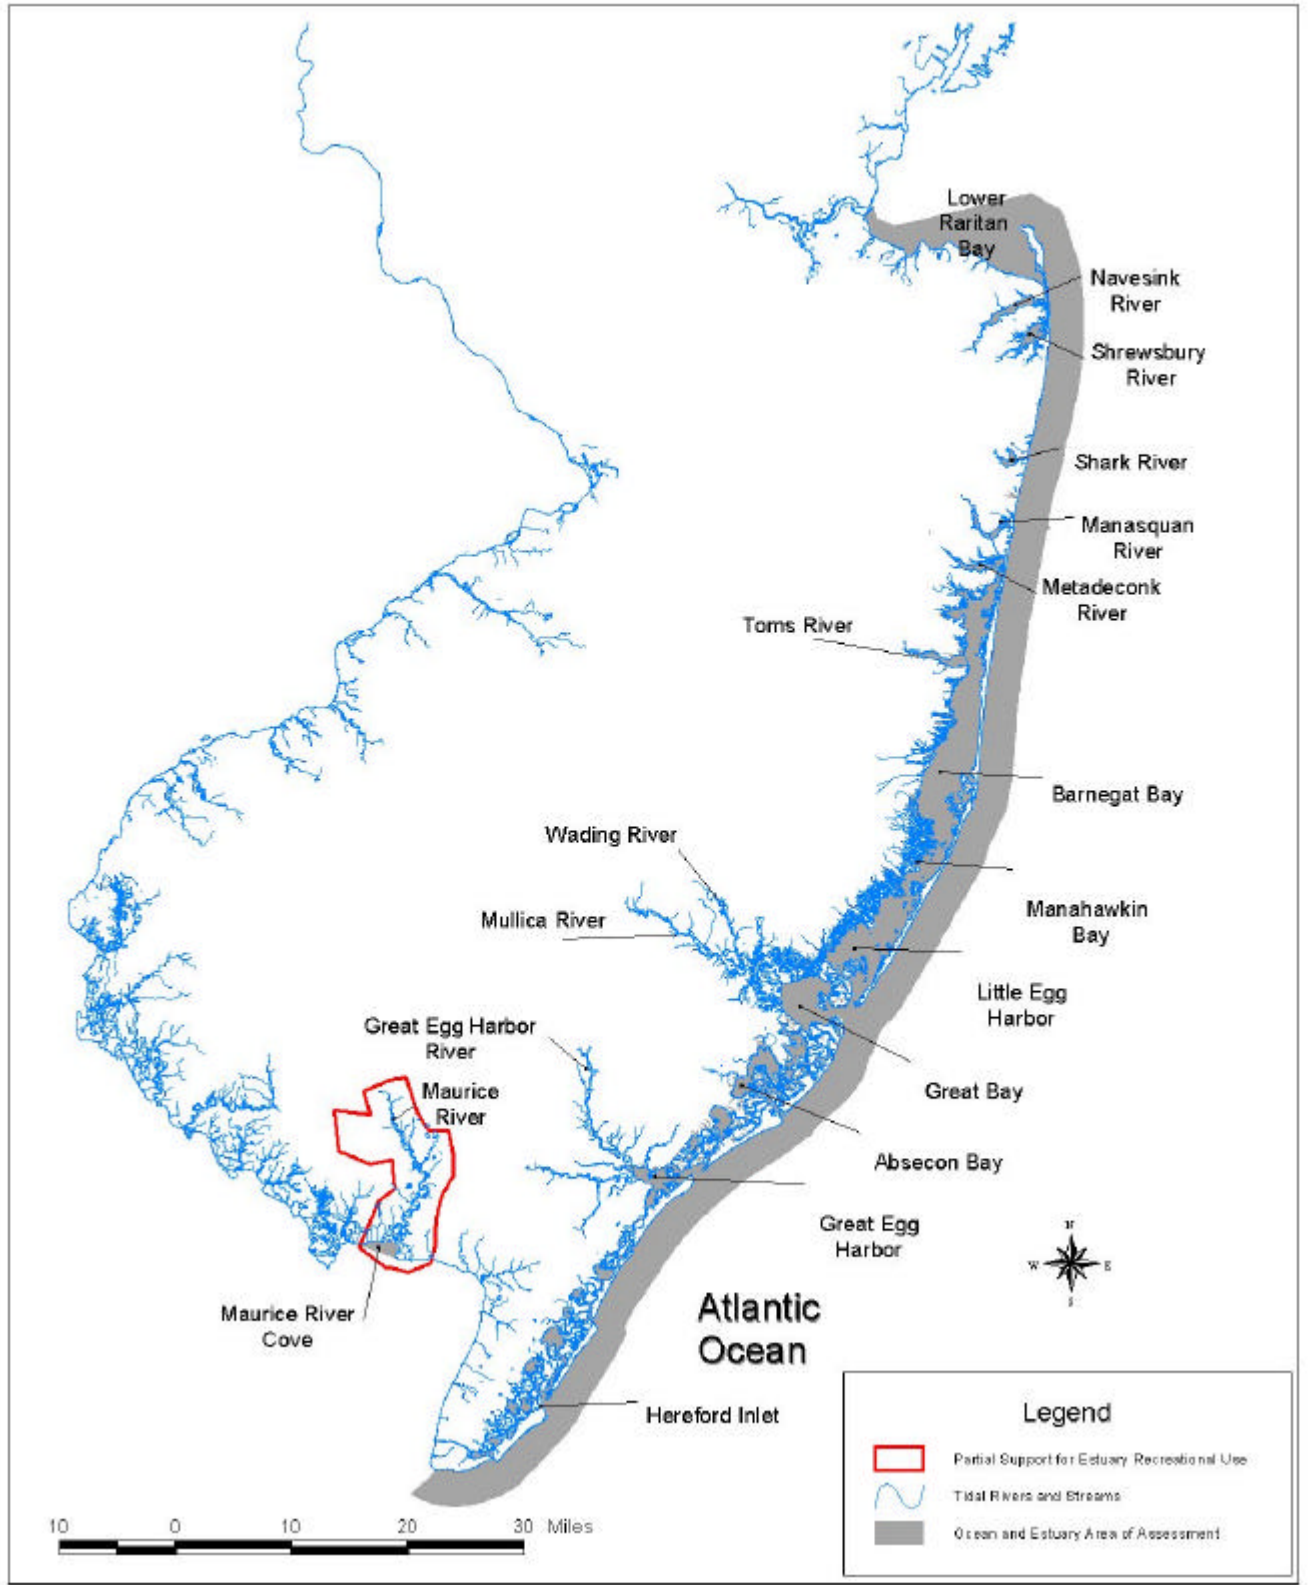 Lower
Raritan
Bay
Navesink
River
Shrewsbury
River
Shark River
Manasquan
River
Metadeconk
River
Toms River
Barnegat Bay
Wading River
Manahawkin
Bay
Mullica River
Little Egg
Harbor
Great Egg Harbor
River
Great Bay
Maurice
River
Absecon Bay
Great Egg
Harbor
Maurice River
Cove
Atlantic
Ocean
Hereford Inlet
N
W E
S
Legend
Partial Support for Estuary Recreational Use
Tidal Rivers and Streams
Ocean and Estuary Area of Assessment
10 0 10 20 30 Miles